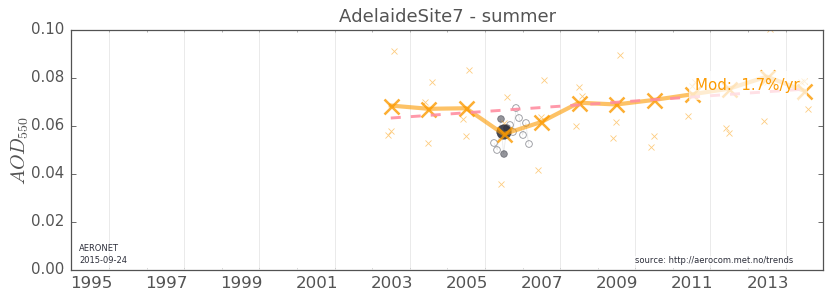 AdelaideSite7 - summer
0.10
0.08
0.06
0.04
0.02
0.00
AOD550
Mod: 1.7%/yr
AERONET
2015-09-24
source: http://aerocom.met.no/trends
1995 1997 1999 2001 2003 2005 2007 2009 2011 2013